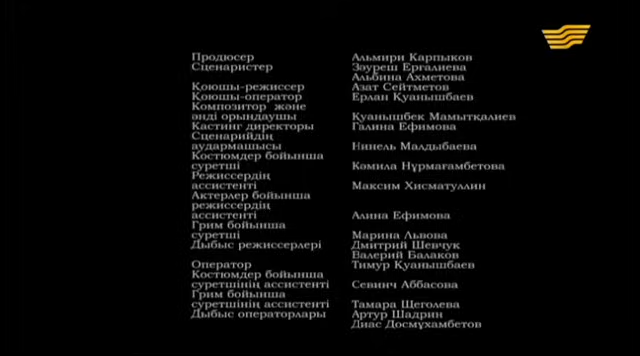 Продюсер Альмири Карпыков
Сценаристер Зәуреш Ерғалиева
Альбина Ахметова
Қоюшы-режиссер Азат Сейтметов
Қоюшы-оператор Ерлан Қуанышбаев
Композитор және
әнді орындаушы Қуанышбек Мамытқалиев
Кастинг директоры Галина Ефимова
Сценарийдің
аудармашысы Нинель Малдыбаева
Костюмдер бойынша
суретші Көмила Нұрмағамбетова
Режиссердің
ассистенті Максим Хисматуллин
Актерлер бойынша
режиссердің
ассистенті Алина Ефимова
Грим бойынша
суретші Марина Львова
Дыбыс режиссерлері Дмитрий Шевчук
Валерий Балаков
Оператор Тимур Қуанышбаев
Костюмдер бойынша
суретшінің ассистенті Севинч Аббасова
Грим бойынша
суретшінің ассистенті Тамара Щеголева
Дыбыс операторлары Артур Шадрин
Диас Досмұхамбетов